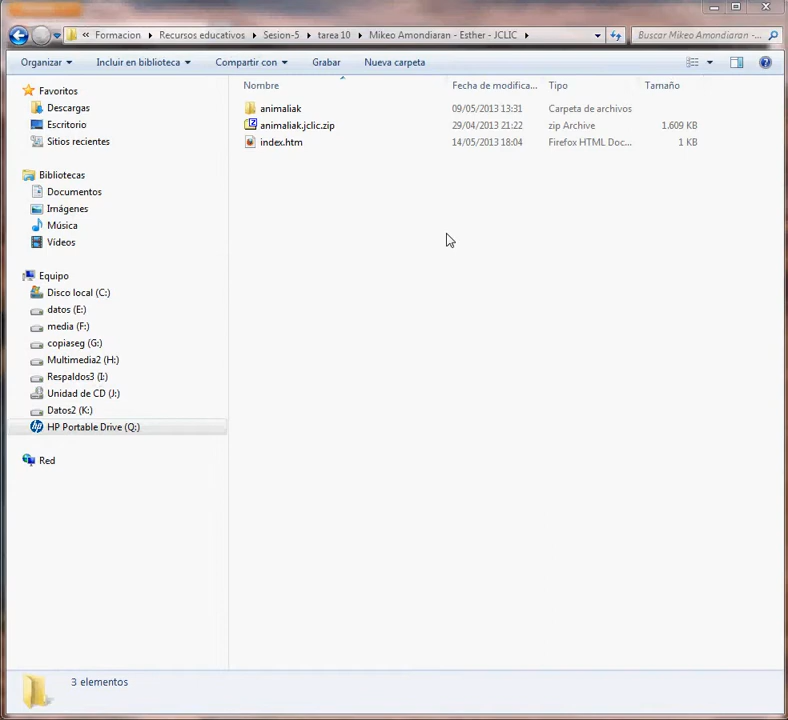 « Formacion ▸ Recursos educativos ▸ Sesion-5 ▸ tarea 10 ▸ Mikeo Amondiaran - Esther - JCLIC ▸ Buscar Mikeo Amondiaran - Esther -...
Organizar Incluir en biblioteca Compartir con Grabar Nueva carpeta
Favoritos
Descargas
Escritorio
Sitios recientes
Bibliotecas
Documentos
Imágenes
Música
Vídeos
Equipo
Disco local (C:)
datos (E:)
media (F:)
copiaseg (G:)
Multimedia2 (H:)
Respaldos3 (I:)
Unidad de CD (J:)
Datos2 (K:)
HP Portable Drive (Q:)
Red
Nombre Fecha de modifica... Tipo Tamaño
animaliak 09/05/2013 13:31 Carpeta de archivos
animaliak.jclic.zip 29/04/2013 21:22 zip Archive 1.609 KB
index.htm 14/05/2013 18:04 Firefox HTML Doc... 1 KB
3 elementos